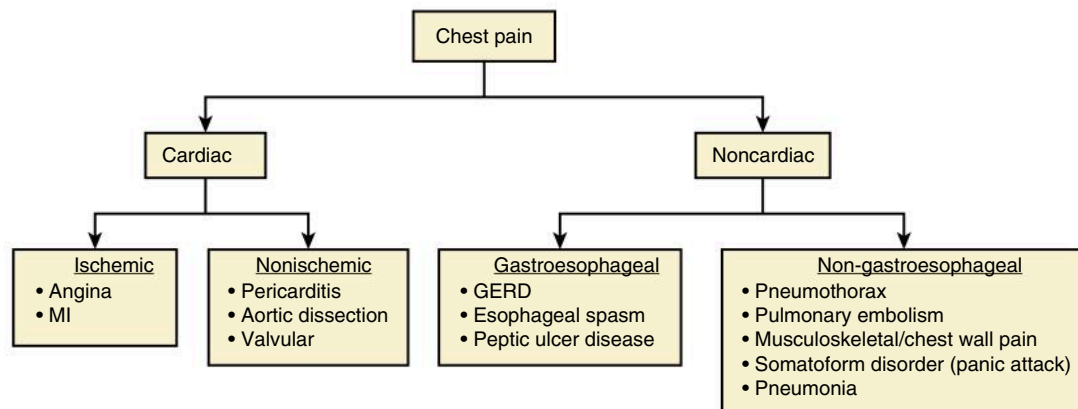 Chest pain
Cardiac
Noncardiac
Ischemic
• Angina
• MI
Nonischemic
• Pericarditis
• Aortic dissection
• Valvular
Gastroesophageal
• GERD
• Esophageal spasm
• Peptic ulcer disease
Non-gastroesophageal
• Pneumothorax
• Pulmonary embolism
• Musculoskeletal/chest wall pain
• Somatoform disorder (panic attack)
• Pneumonia